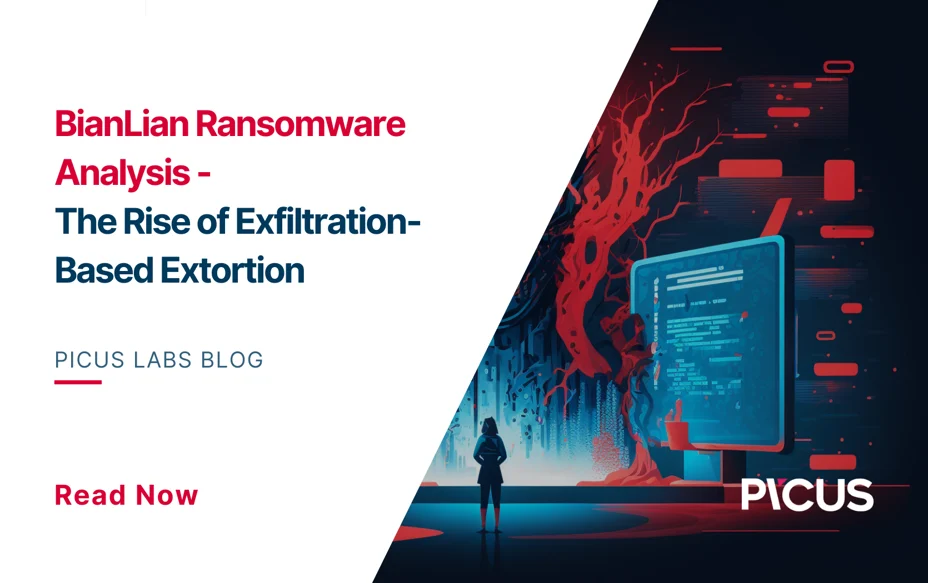 BianLian Ransomware
Analysis -
The Rise of Exfiltration-
Based Extortion
PICUS LABS BLOG
Read Now
PICUS